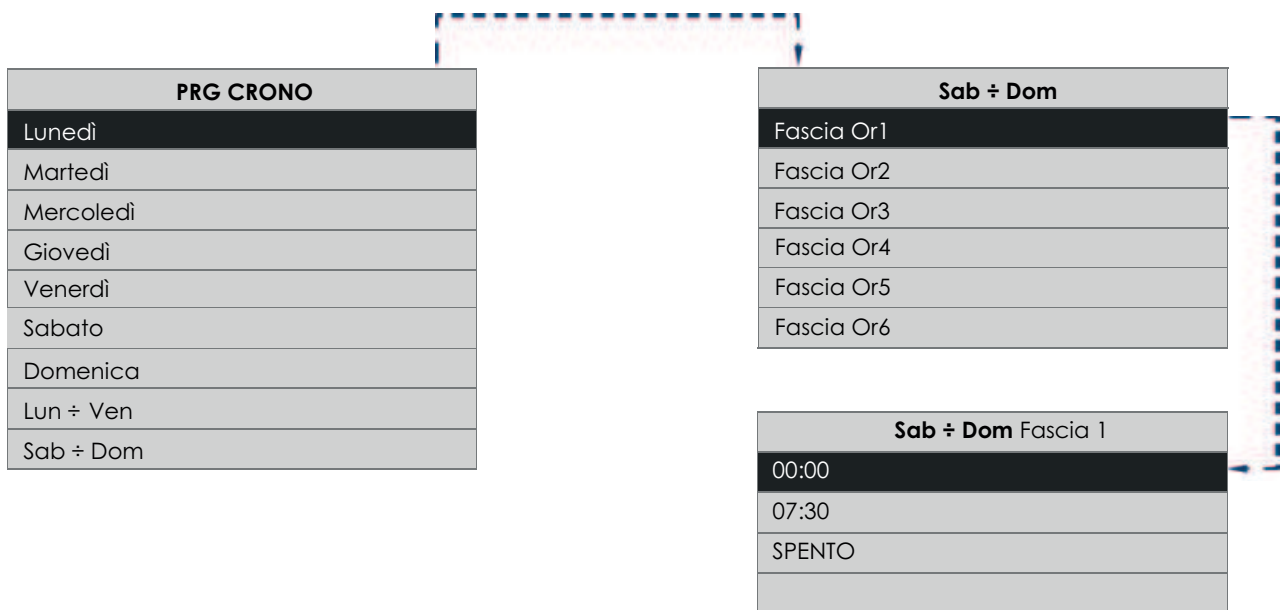 PRG CRONO
Lunedì
Martedì
Mercoledì
Giovedì
Venerdì
Sabato
Domenica
Lun ÷ Ven
Sab ÷ Dom
Sab ÷ Dom
Fascia Or1
Fascia Or2
Fascia Or3
Fascia Or4
Fascia Or5
Fascia Or6
Sab ÷ Dom Fascia 1
00:00
07:30
SPENTO